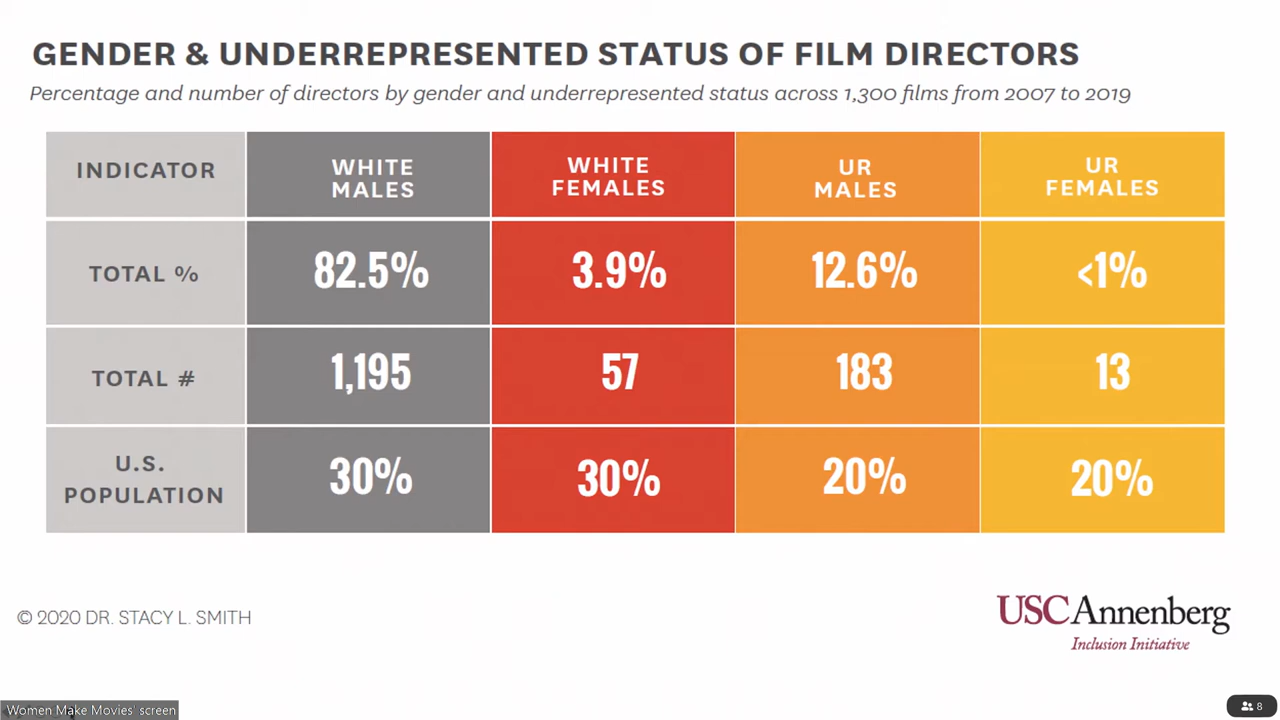 GENDER & UNDERREPRESENTED STATUS OF FILM DIRECTORS
Percentage and number of directors by gender and underrepresented status across 1,300 films from 2007 to 2019
INDICATOR
WHITE
MALES
WHITE
FEMALES
UR
MALES
UR
FEMALES
TOTAL %
82.5%
3.9%
12.6%
<1%
TOTAL #
1,195
57
183
13
U.S.
POPULATION
30%
30%
20%
20%
© 2020 DR. STACY L. SMITH
USC Annenberg
Inclusion Initiative
Women Make Movies' screen
8